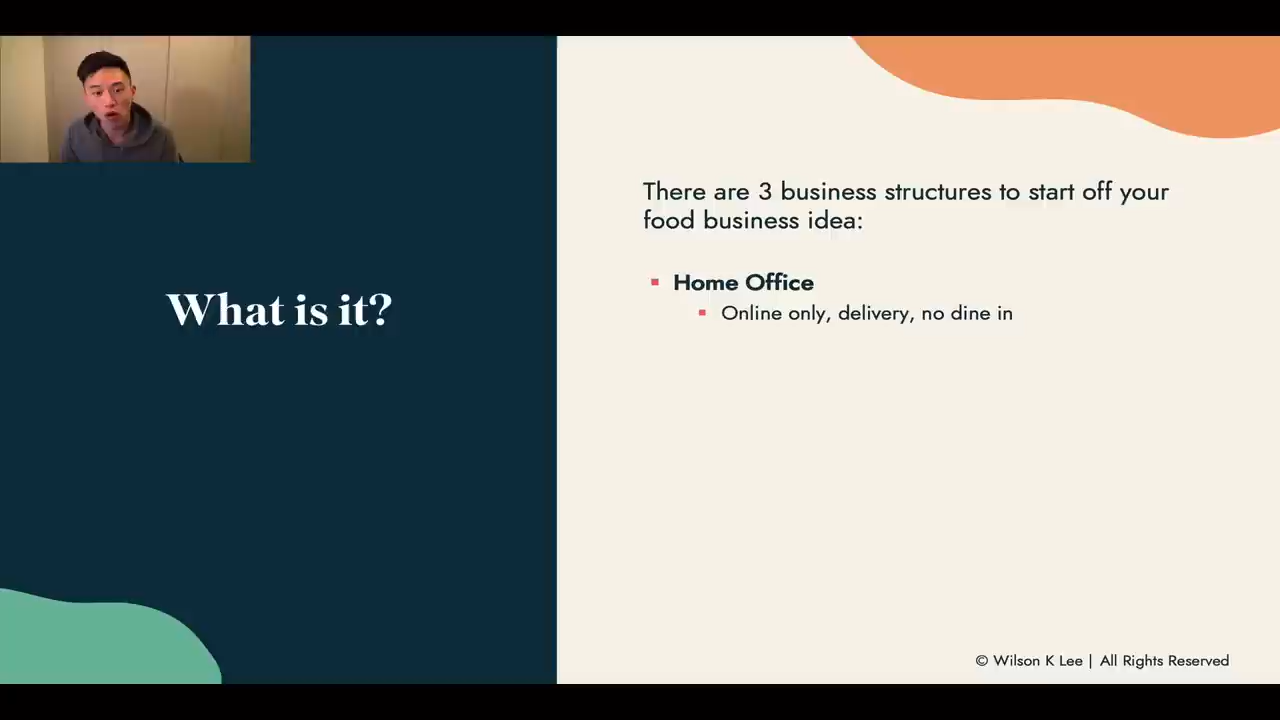 What is it?
There are 3 business structures to start off your
food business idea:
Home Office
Online only, delivery, no dine in
© Wilson K Lee | All Rights Reserved